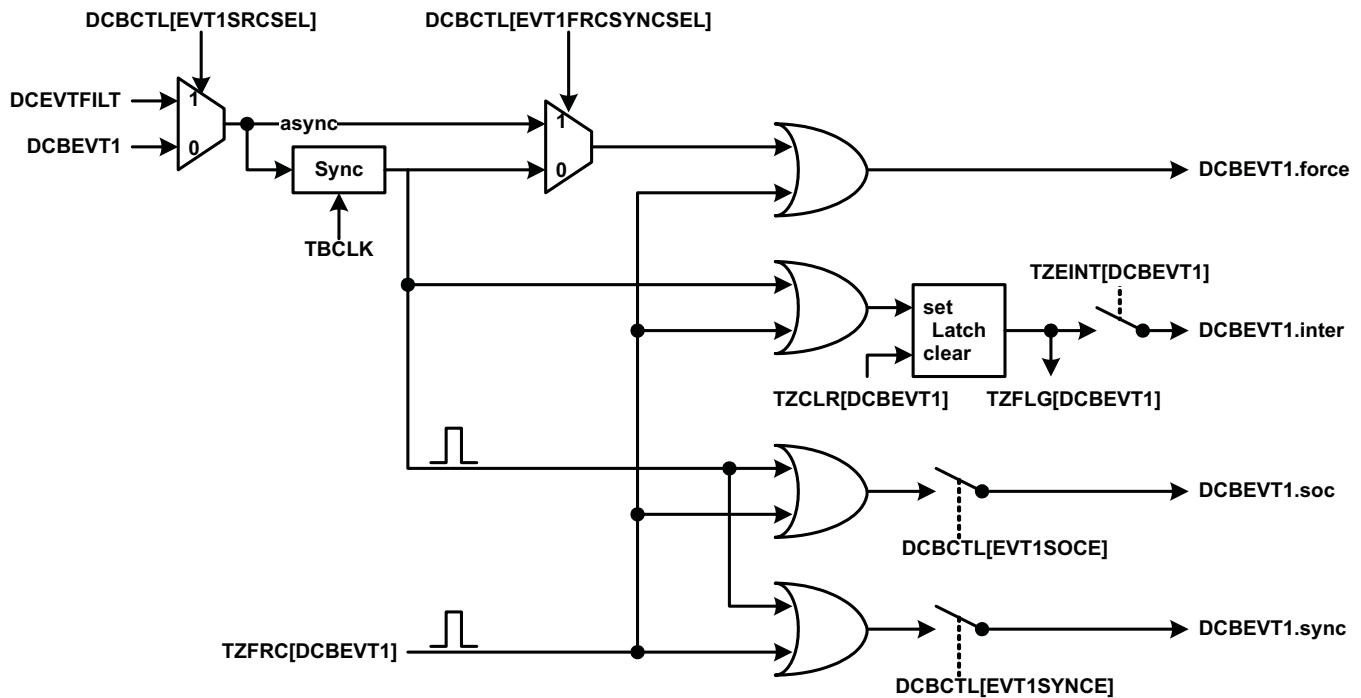 DCBCTL[EVT1SRCSEL]
DCBCTL[EVT1FRCSYNCSEL]
DCEVTFILT
1
DCBEVT1
0
async
1
0
Sync
TBCLK
DCBEVT1.force
TZEINT[DCBEVT1]
set
Latch
clear
DCBEVT1.inter
TZCLR[DCBEVT1]
TZFLG[DCBEVT1]
DCBEVT1.soc
DCBCTL[EVT1SOCE]
DCBEVT1.sync
TZFRC[DCBEVT1]
DCBCTL[EVT1SYNCE]